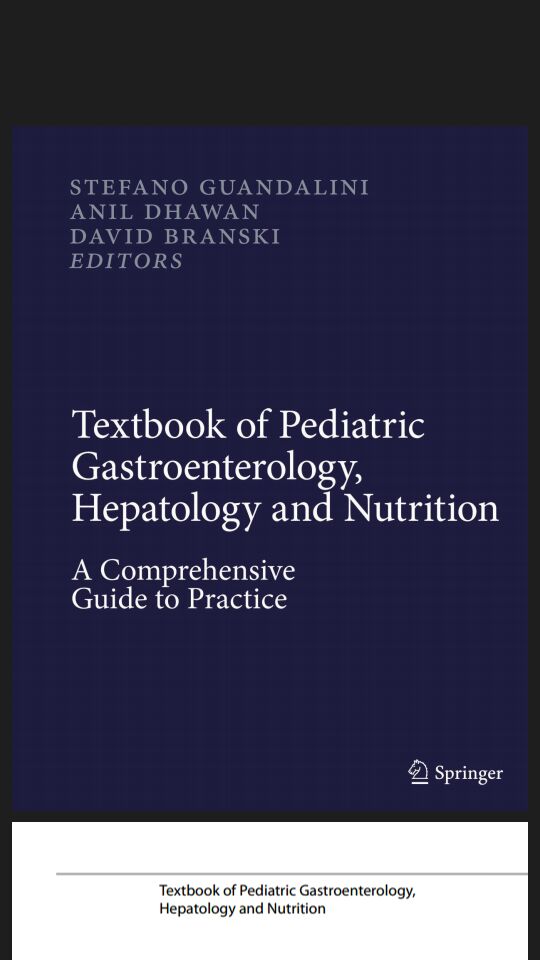 STEFANO GUANDALINI
ANIL DHAWAN
DAVID BRANSKI
EDITORS
Textbook of Pediatric
Gastroenterology,
Hepatology and Nutrition
A Comprehensive
Guide to Practice
Springer
Textbook of Pediatric Gastroenterology,
Hepatology and Nutrition